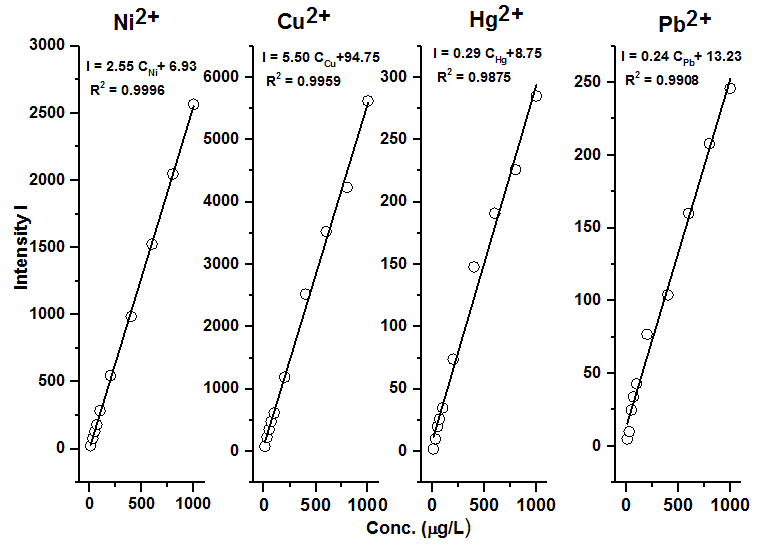 Ni2+
Cu2+
Hg2+
Pb2+
I = 2.55 CNi+ 6.93
R2 = 0.9996
I = 5.50 CCu+94.75
R2 = 0.9959
I = 0.29 CHg+8.75
R2 = 0.9875
I = 0.24 CPb+ 13.23
R2 = 0.9908
Intensity I
3000
2500
2000
1500
1000
500
0
6000
5000
4000
3000
2000
1000
0
300
250
200
150
100
50
0
250
200
150
100
50
0
0 500 1000
0 500 1000
0 500 1000
0 500 1000
Conc. (μg/L)